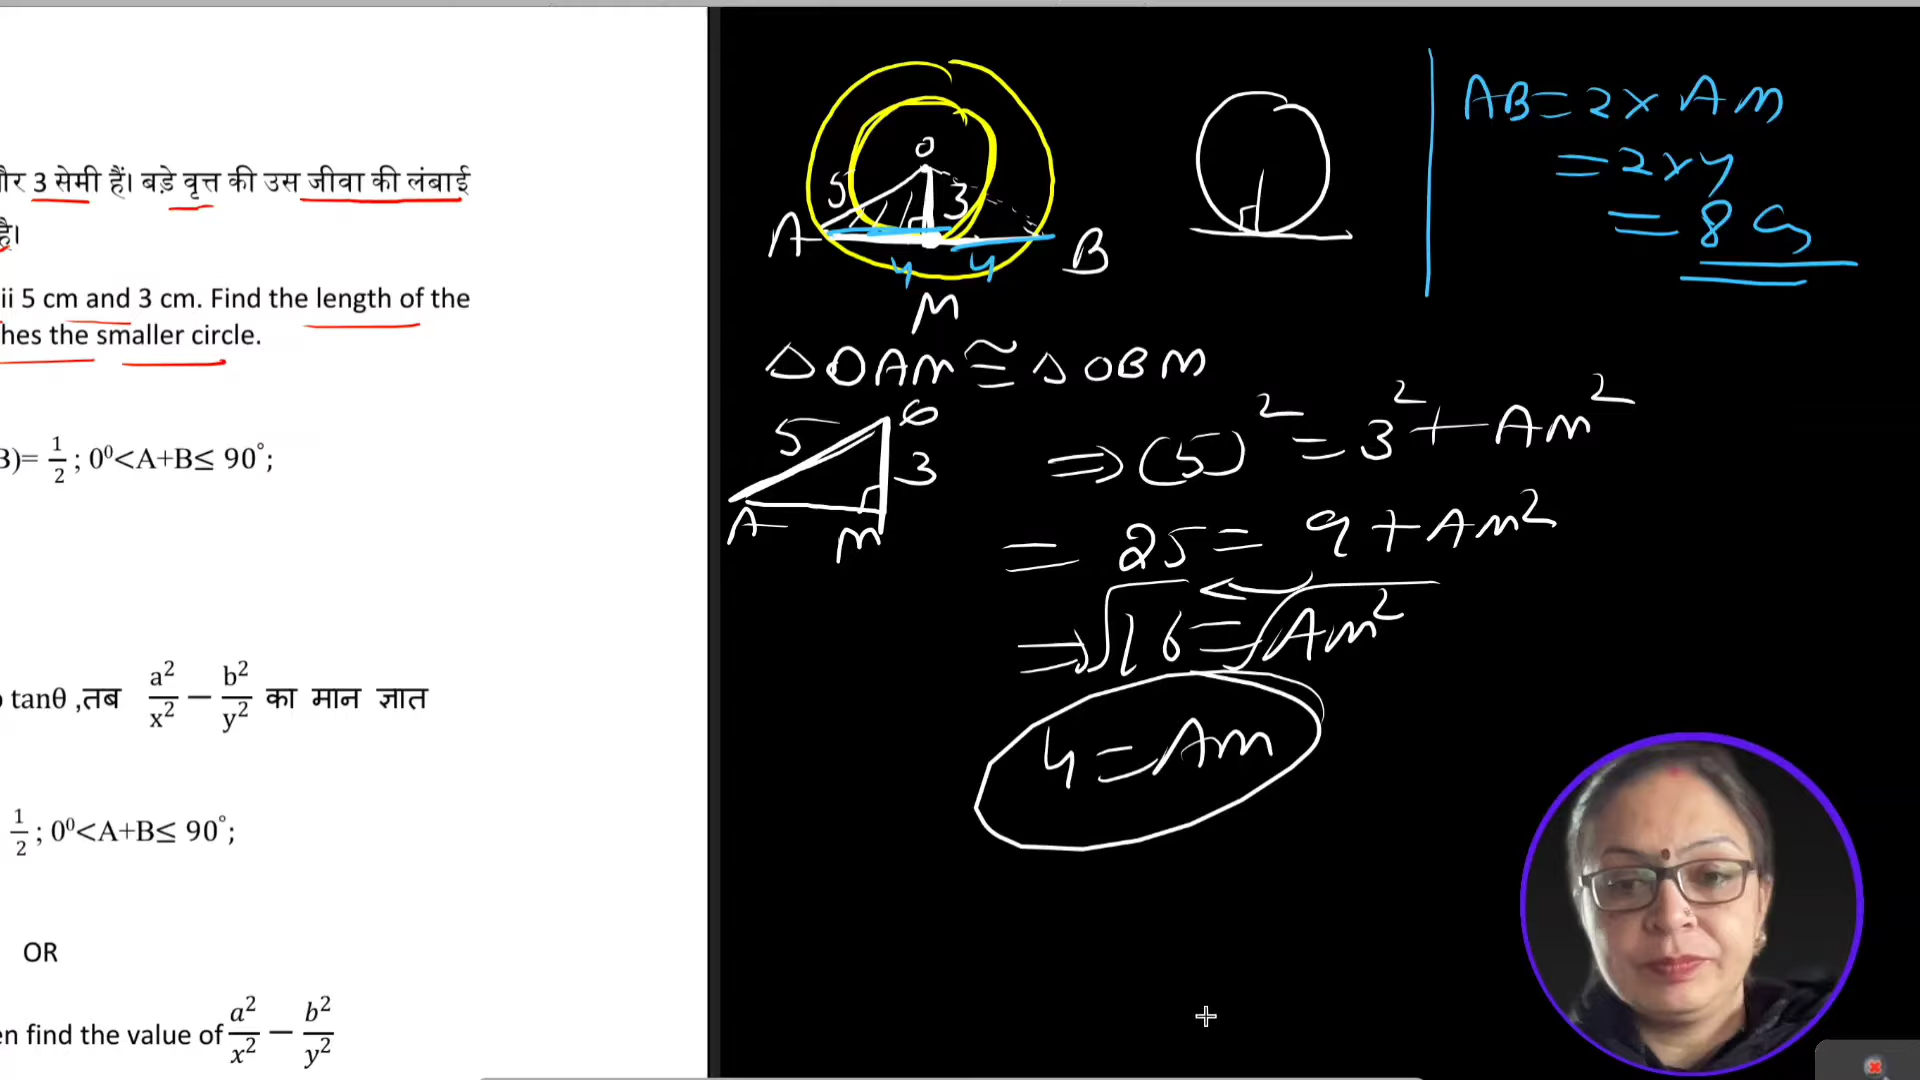 और 3 सेमी हैं। बड़े वृत्त की उस जीवा की लंबाई
है।
ii 5 cm and 3 cm. Find the length of the
hes the smaller circle.
B)= 1/2 ; 0⁰<A+B≤ 90°;
tanθ ,तब a²/x² − b²/y² का मान ज्ञात
1/2 ; 0⁰<A+B≤ 90°;
OR
en find the value of a²/x² − b²/y²
O
5
3
A
B
4 4
M
AB = 2 × AM
= 2 × 4
= 8 cm
△OAM ≅ △OBM
5
O
3
A
M
⇒ (5)² = 3² + AM²
= 25 = 9 + AM²
⇒ √16 = √AM²
4 = AM